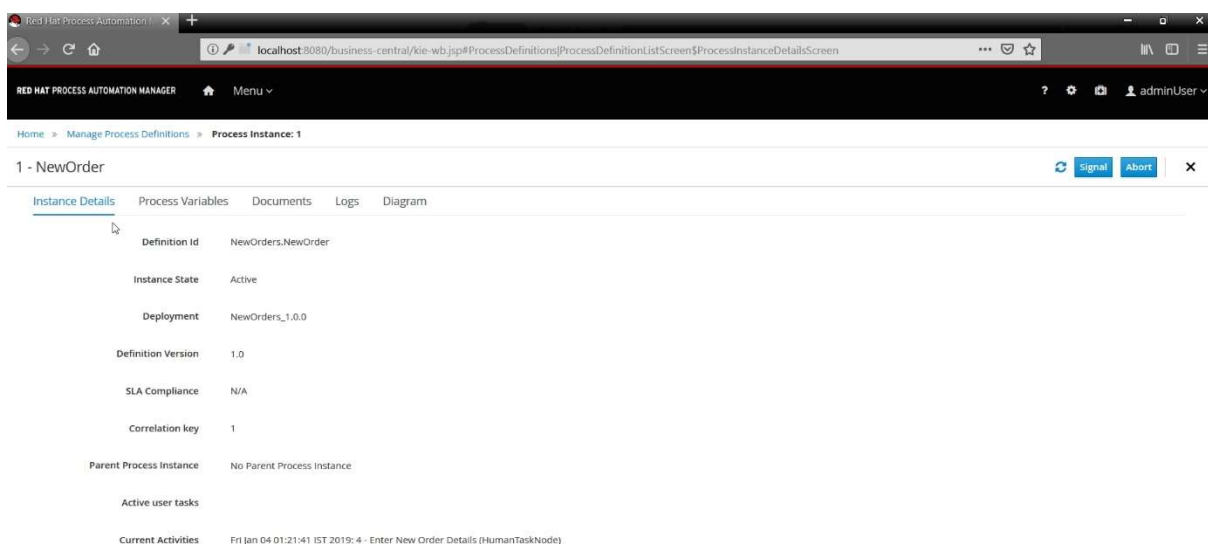 Red Hat Process Automation M
localhost:8080/business-central/kie-wb.jsp#ProcessDefinitions|ProcessDefinitionListScreen$ProcessInstanceDetailsScreen
RED HAT PROCESS AUTOMATION MANAGER Menu ? adminUser
Home » Manage Process Definitions » Process Instance: 1
1 - NewOrder Signal Abort
Instance Details Process Variables Documents Logs Diagram
Definition Id NewOrders.NewOrder
Instance State Active
Deployment NewOrders_1.0.0
Definition Version 1.0
SLA Compliance N/A
Correlation key 1
Parent Process Instance No Parent Process Instance
Active user tasks
Current Activities Fri Jan 04 01:21:41 IST 2019: 4 - Enter New Order Details (HumanTaskNode)